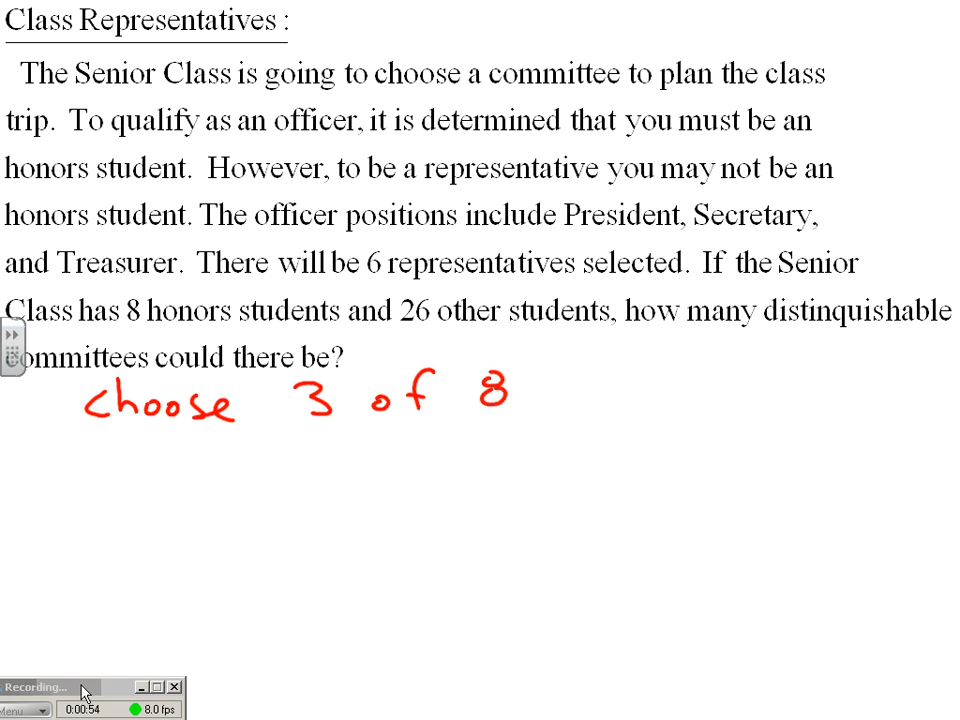 Class Representatives :
The Senior Class is going to choose a committee to plan the class
trip. To qualify as an officer, it is determined that you must be an
honors student. However, to be a representative you may not be an
honors student. The officer positions include President, Secretary,
and Treasurer. There will be 6 representatives selected. If the Senior
Class has 8 honors students and 26 other students, how many distinquishable
committees could there be?
choose 3 of 8
Recording...
Menu
0:00:54
8.0 fps